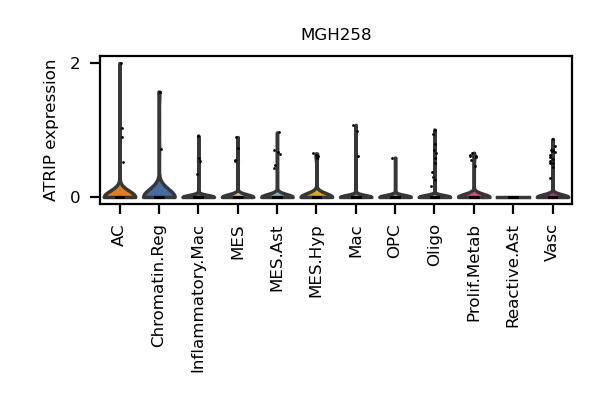 MGH258
ATRIP expression
2
0
AC
Chromatin.Reg
Inflammatory.Mac
MES
MES.Ast
MES.Hyp
Mac
OPC
Oligo
Prolif.Metab
Reactive.Ast
Vasc